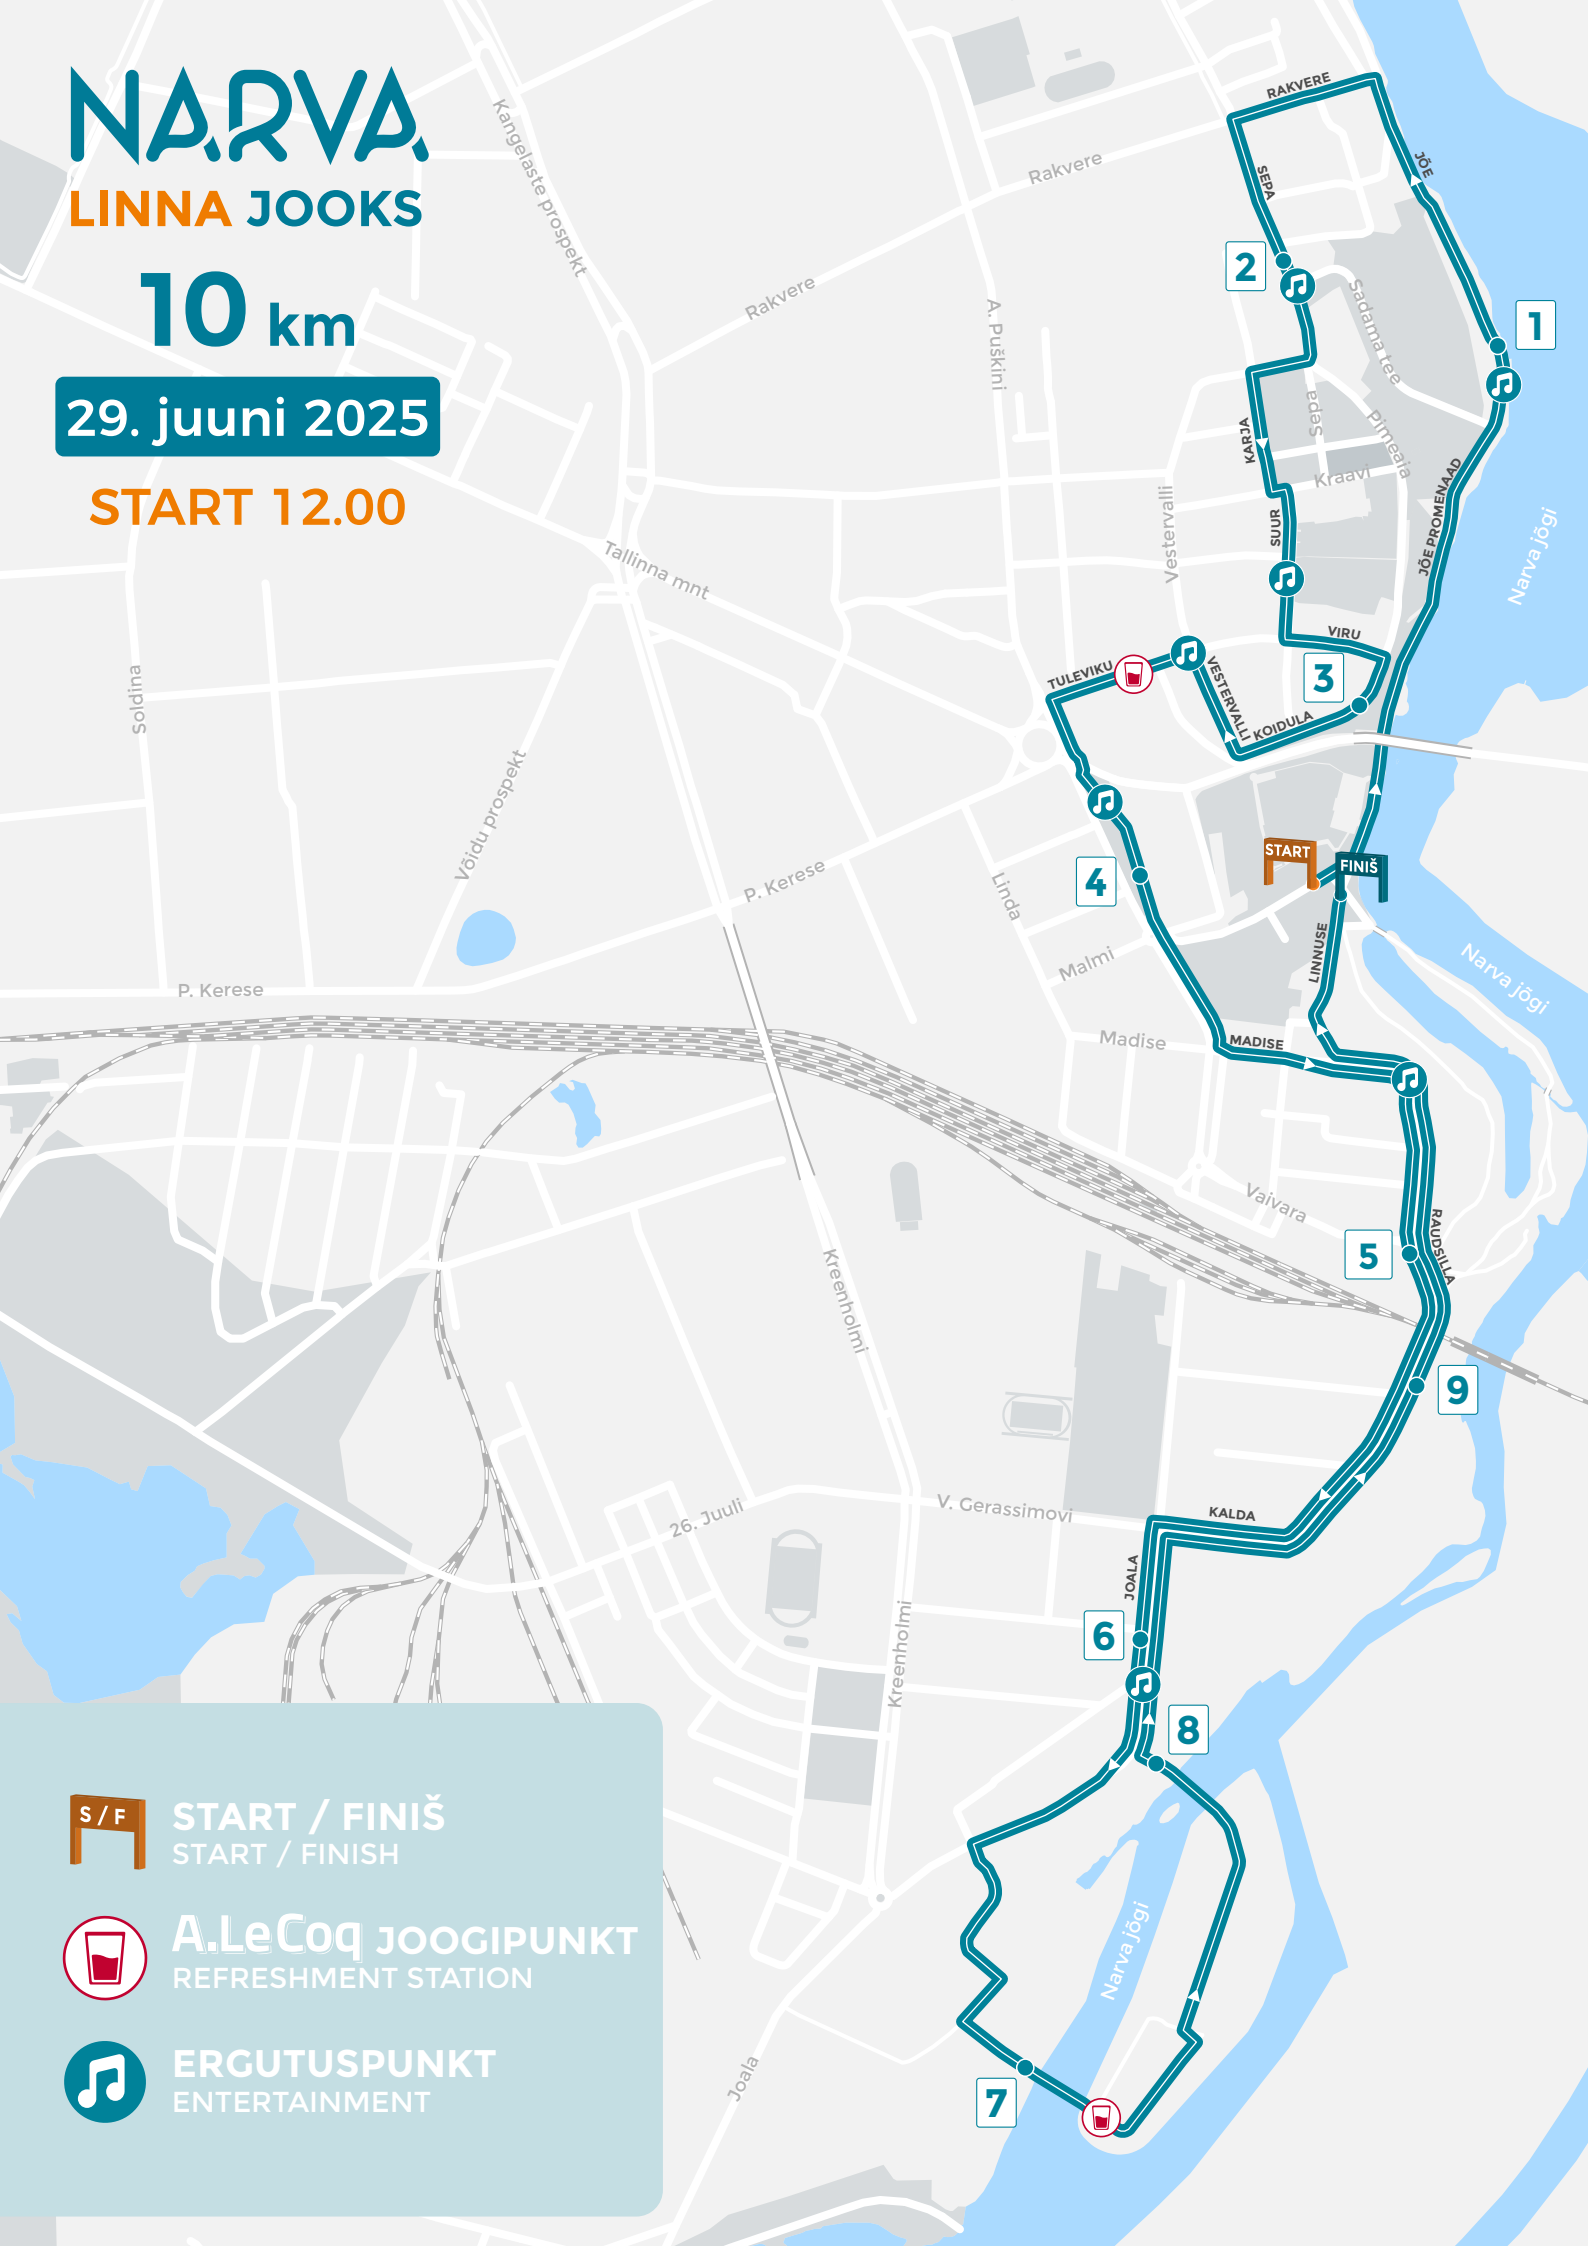 NARVA
LINNA JOOKS
10 km
29. juuni 2025
START 12.00
Kangelaste prospekt
Rakvere
RAKVERE
JÕE
SEPA
2
1
Rakvere
A. Puškini
Sadama tee
Sepa
Pimeaia
KARJA
Kraavi
JÕE PROMENAAD
Vestervalli
SUUR
Narva jõgi
Tallinna mnt
VIRU
Soldina
TULEVIKU
VESTERVALLI
3
KOIDULA
Võidu prospekt
START
FINIŠ
P. Kerese
4
Linda
LINNUSE
Malmi
Narva jõgi
P. Kerese
Madise
MADISE
Vaivara
RAUDSILLA
5
Kreenholmi
9
26. Juuli
V. Gerassimovi
KALDA
JOALA
6
Kreenholmi
8
Narva jõgi
Joala
7
S / F
START / FINIŠ
START / FINISH
A.LeCoq JOOGIPUNKT
REFRESHMENT STATION
ERGUTUSPUNKT
ENTERTAINMENT